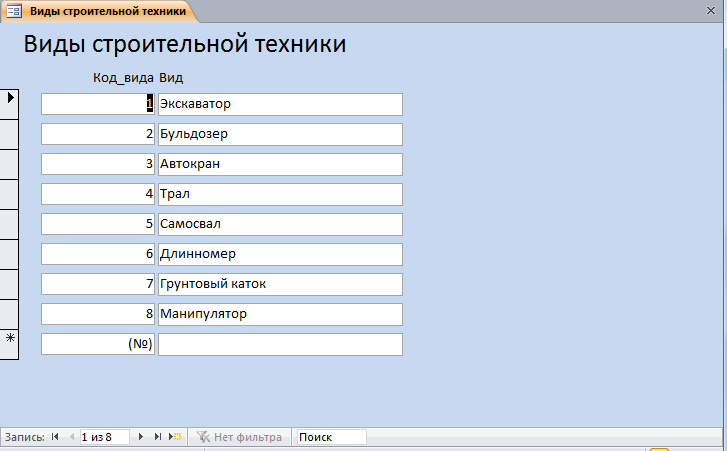 Виды строительной техники
Виды строительной техники
Код_вида Вид
1 Экскаватор
2 Бульдозер
3 Автокран
4 Трал
5 Самосвал
6 Длинномер
7 Грунтовый каток
8 Манипулятор
(№)
Запись: 1 из 8 Нет фильтра Поиск